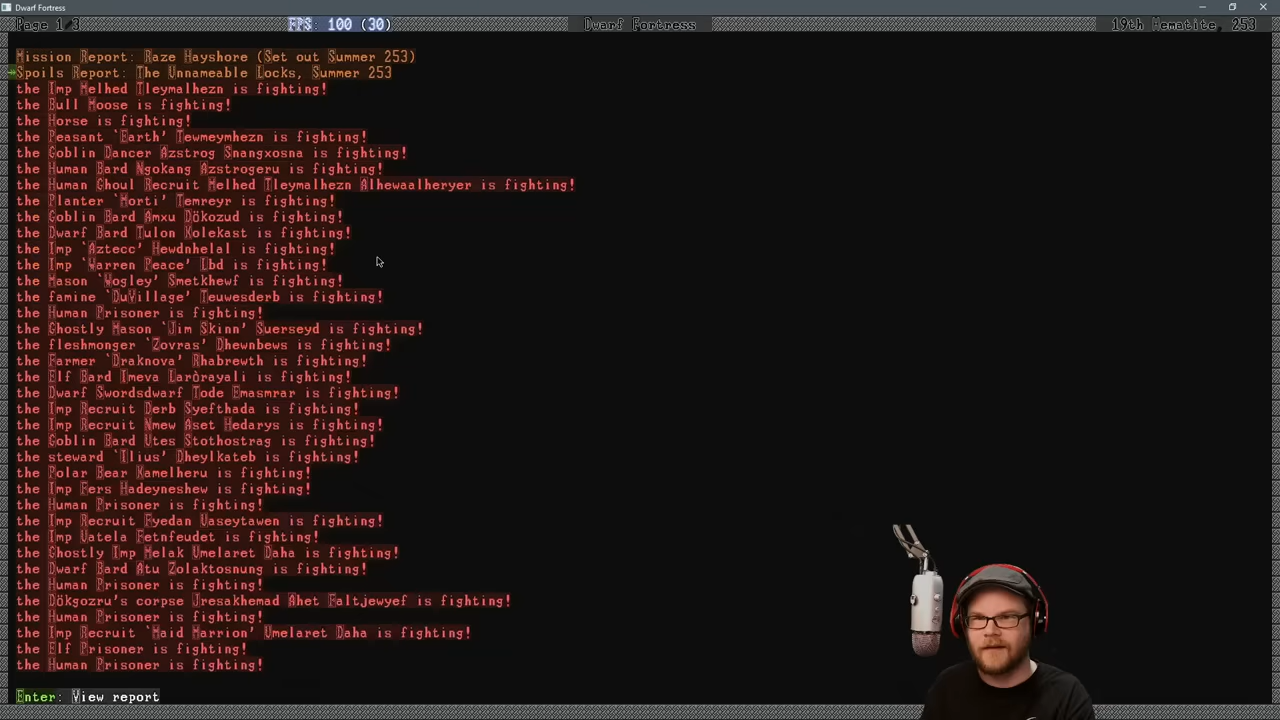 Dwarf Fortress
Page 1/3 FPS: 100 (30) Dwarf Fortress 19th Hematite, 253
Mission Report: Raze Hayshore (Set out Summer 253)
Spoils Report: The Unnameable Locks, Summer 253
the Imp Melhed Tleymalhezn is fighting!
the Bull Moose is fighting!
the Horse is fighting!
the Peasant `Earth' Tewmeymhezn is fighting!
the Goblin Dancer Azstrog Snangxosna is fighting!
the Human Bard Ngokang Azstrogeru is fighting!
the Human Ghoul Recruit Melhed Tleymalhezn Alhewaalheryer is fighting!
the Planter `Morti' Temreyr is fighting!
the Goblin Bard Amxu Dökozud is fighting!
the Dwarf Bard Tulon Kolekast is fighting!
the Imp `Aztecc' Hewdnhelal is fighting!
the Imp `Warren Peace' Lbd is fighting!
the Mason `Wogley' Smetkhewf is fighting!
the famine `DuVillage' Teuwesderb is fighting!
the Human Prisoner is fighting!
the Ghostly Mason `Jim Skinn' Suerseyd is fighting!
the fleshmonger `Zovras' Dhewnbews is fighting!
the Farmer `Draknova' Rhabrewth is fighting!
the Elf Bard Imeva Laròrayali is fighting!
the Dwarf Swordsdwarf Tode Emasmrar is fighting!
the Imp Recruit Derb Syefthada is fighting!
the Imp Recruit Nmew Aset Hedarys is fighting!
the Goblin Bard Utes Stothostrag is fighting!
the steward `Ilius' Dheylkateb is fighting!
the Polar Bear Kamelheru is fighting!
the Imp Fers Hadeyneshew is fighting!
the Human Prisoner is fighting!
the Imp Recruit Fyedan Vaseytawen is fighting!
the Imp Vatela Fetnfeudet is fighting!
the Ghostly Imp Melak Umelaret Daha is fighting!
the Dwarf Bard Atu Zolaktosnung is fighting!
the Human Prisoner is fighting!
the Dökgozru's corpse Jresakhemad Ahet Faltjewyef is fighting!
the Human Prisoner is fighting!
the Imp Recruit `Maid Marrion' Umelaret Daha is fighting!
the Elf Prisoner is fighting!
the Human Prisoner is fighting!
Enter: View report